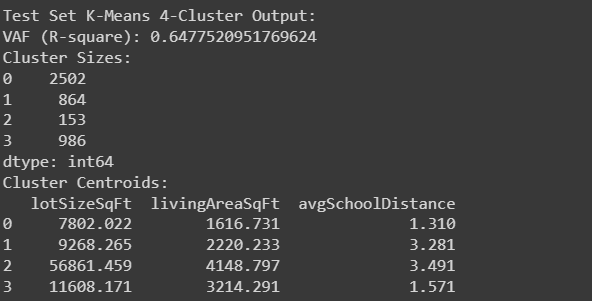 Test Set K-Means 4-Cluster Output:
VAF (R-square): 0.6477520951769624
Cluster Sizes:
0    2502
1     864
2     153
3     986
dtype: int64
Cluster Centroids:
   lotSizeSqFt  livingAreaSqFt  avgSchoolDistance
0     7802.022        1616.731              1.310
1     9268.265        2220.233              3.281
2    56861.459        4148.797              3.491
3    11608.171        3214.291              1.571